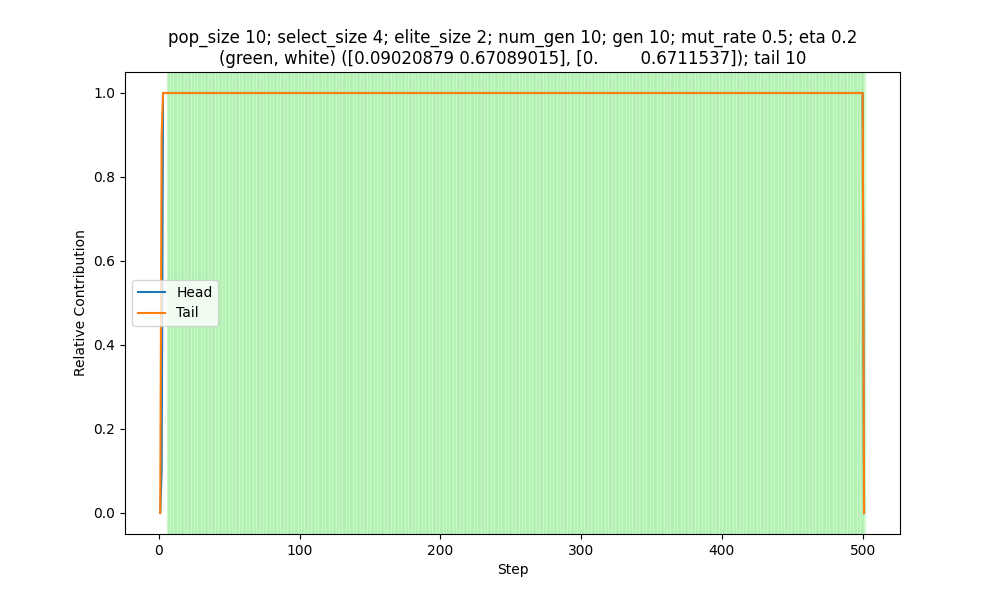 pop_size 10; select_size 4; elite_size 2; num_gen 10; gen 10; mut_rate 0.5; eta 0.2
(green, white) ([0.09020879 0.67089015], [0.        0.6711537]); tail 10
1.0
0.8
0.6
0.4
0.2
0.0
Relative Contribution
Head
Tail
0
100
200
300
400
500
Step